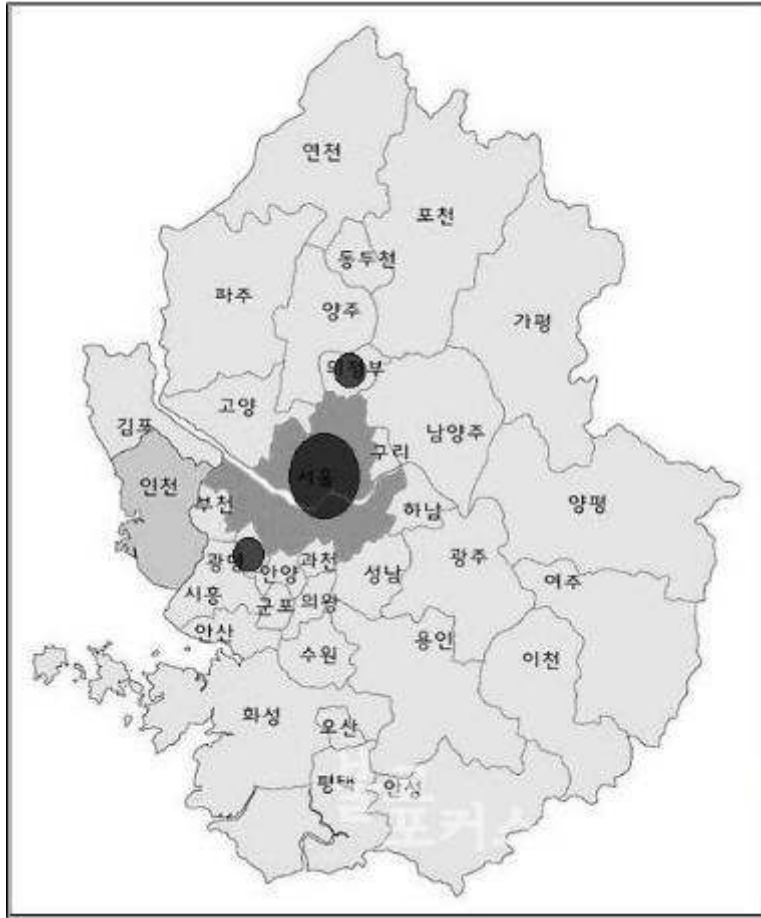 연천
포천
동두천
파주
양주
가평
의정부
고양
남양주
김포
구리
서울
인천
양평
부천
하남
광명
안양
과천
성남
광주
여주
시흥
군포
의왕
안산
수원
용인
이천
화성
오산
평택
안성
포커스